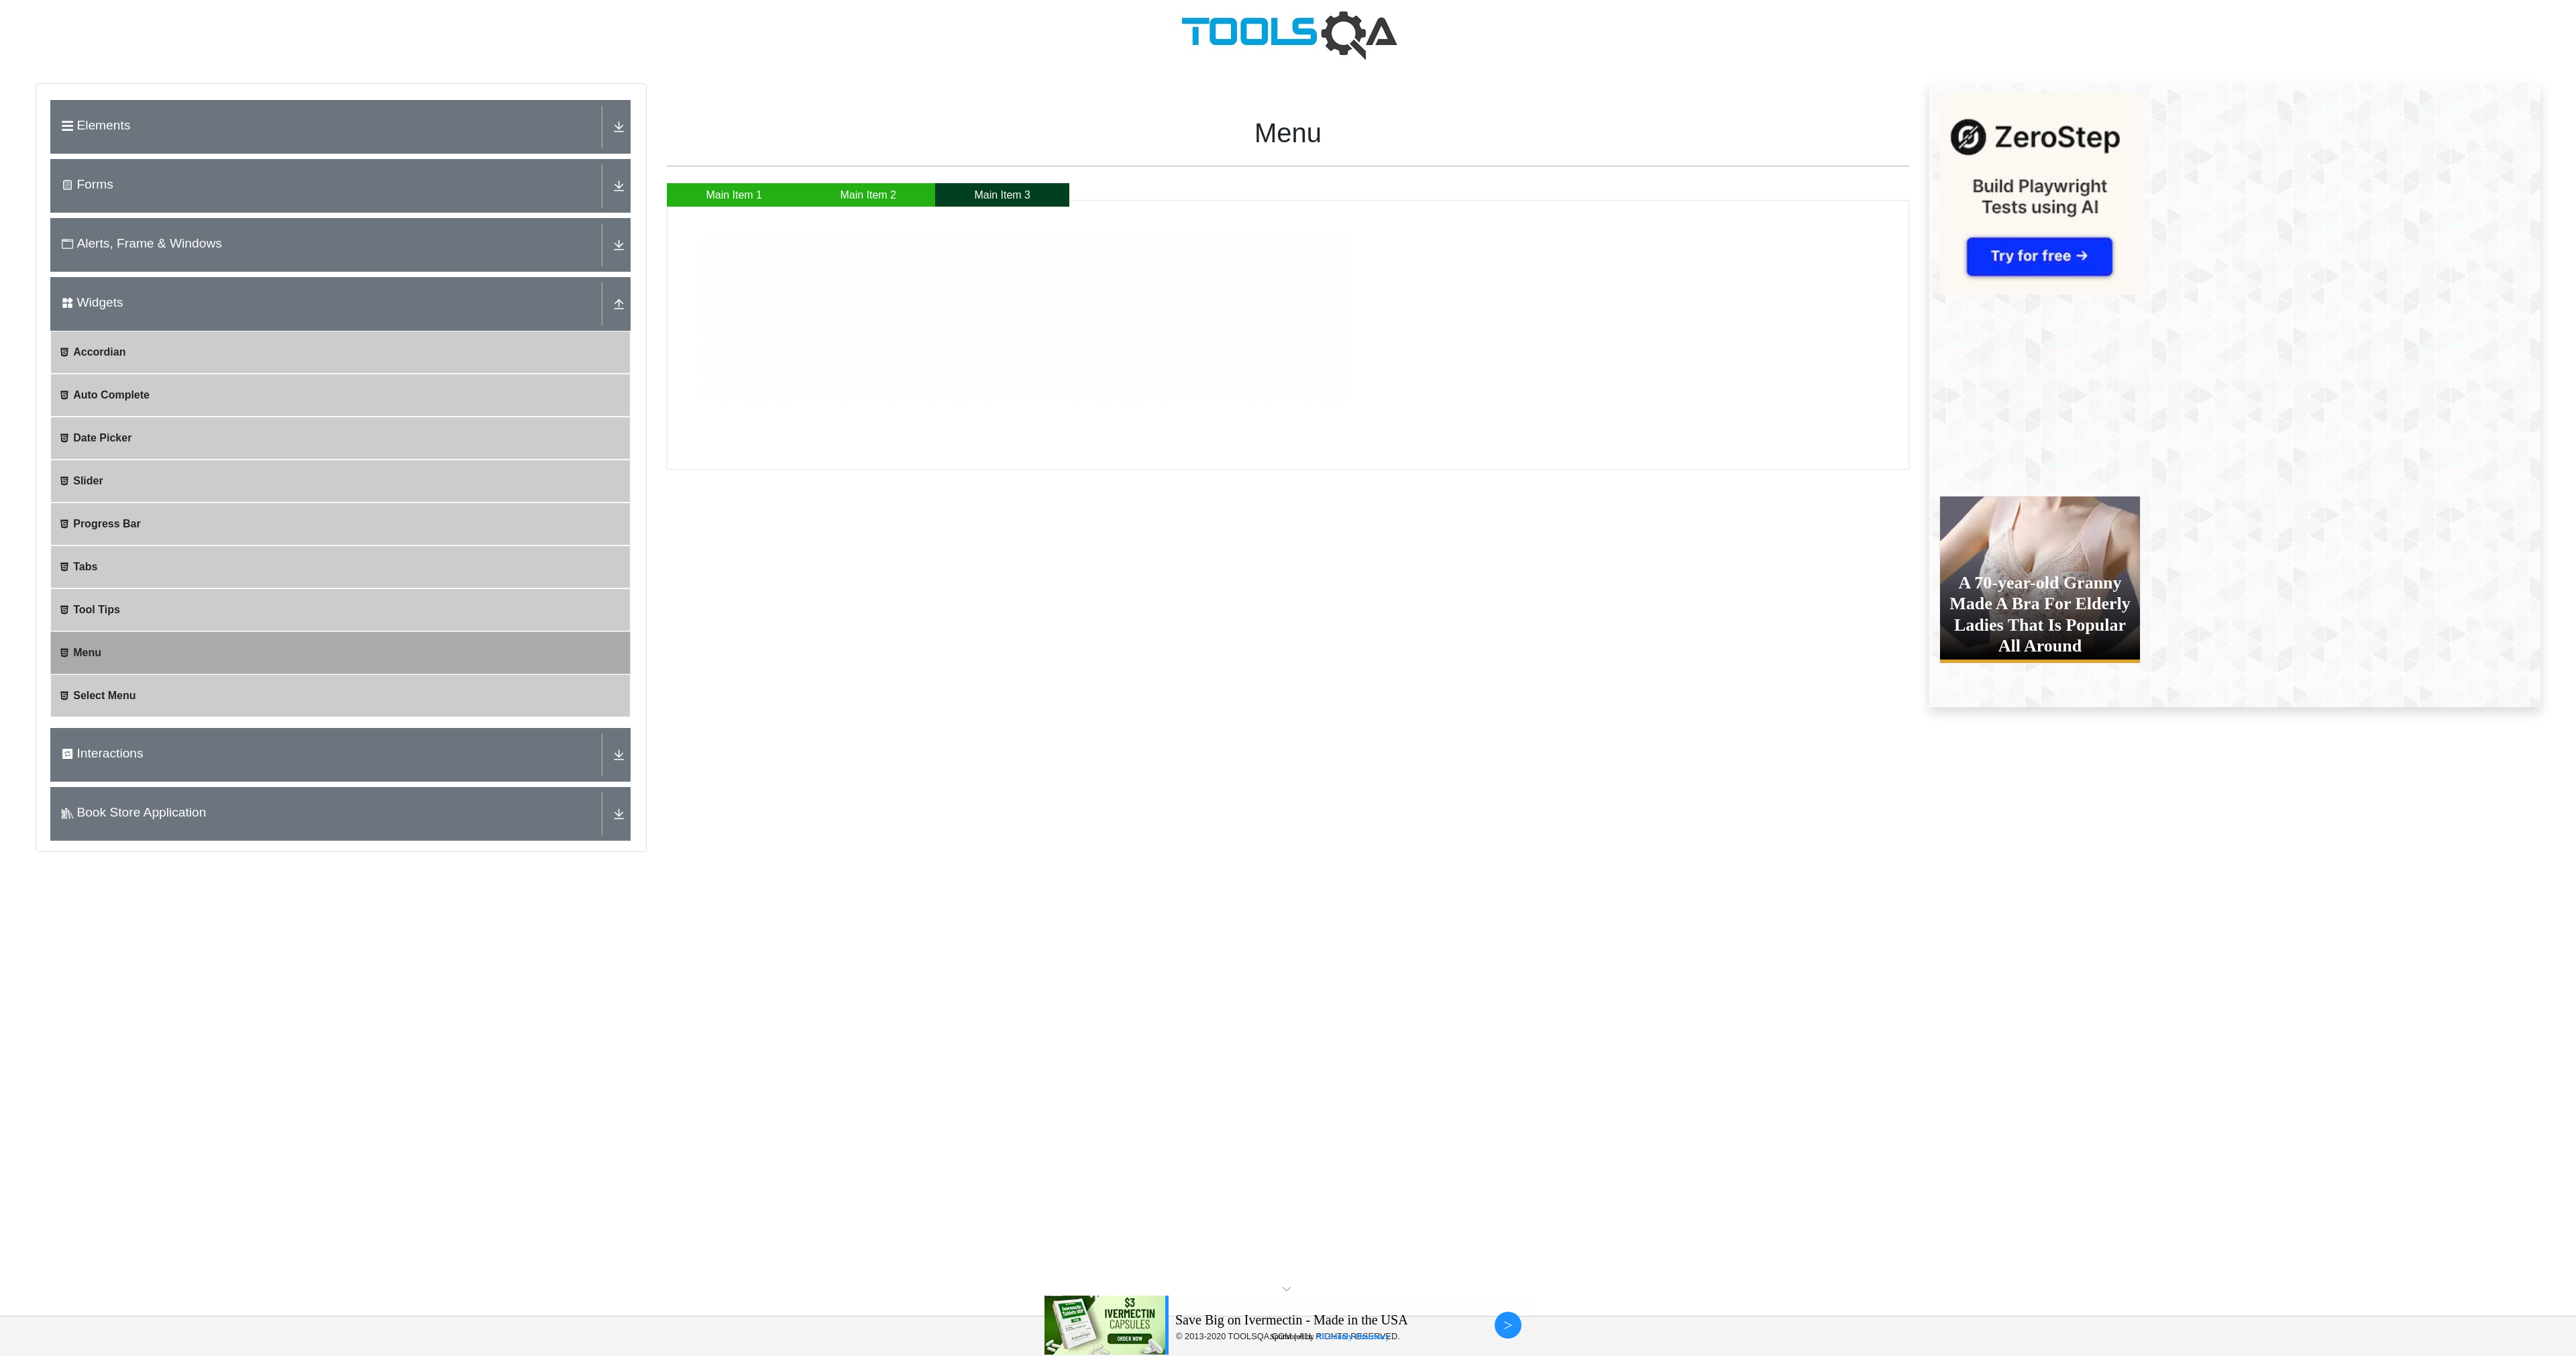 TOOLSQA
Elements
Forms
Alerts, Frame & Windows
Widgets
Accordian
Auto Complete
Date Picker
Slider
Progress Bar
Tabs
Tool Tips
Menu
Select Menu
Interactions
Book Store Application
Menu
Main Item 1
Main Item 2
Main Item 3
ZeroStep
Build Playwright
Tests using AI
Try for free →
A 70-year-old Granny
Made A Bra For Elderly
Ladies That Is Popular
All Around
$3
IVERMECTIN
CAPSULES
ORDER NOW
Save Big on Ivermectin - Made in the USA
© 2013-2020 TOOLSQA.COM | ALL RIGHTS RESERVED.
>